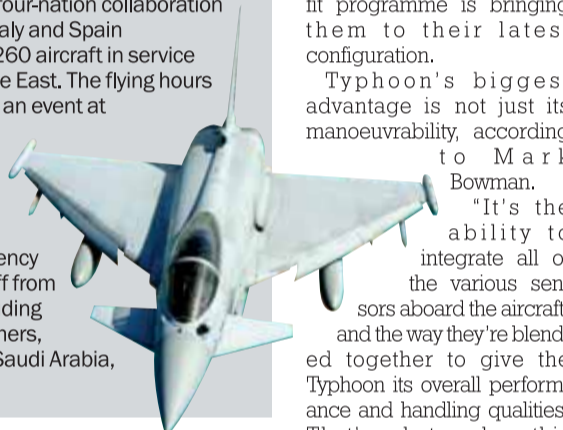 four-nation collaboration
aly and Spain
260 aircraft in service
e East. The flying hours
an event at
ency
ff from
ding
ners,
Saudi Arabia,
fit programme is bringing
them to their lates
configuration.
Typhoon's bigges
advantage is not just its
manoeuvrability, according
to Mark
Bowman.
"It's the
ability to
integrate all o
the various sen
sors aboard the aircraft
and the way they're blend
ed together to give the
Typhoon its overall perform
ance and handling qualities